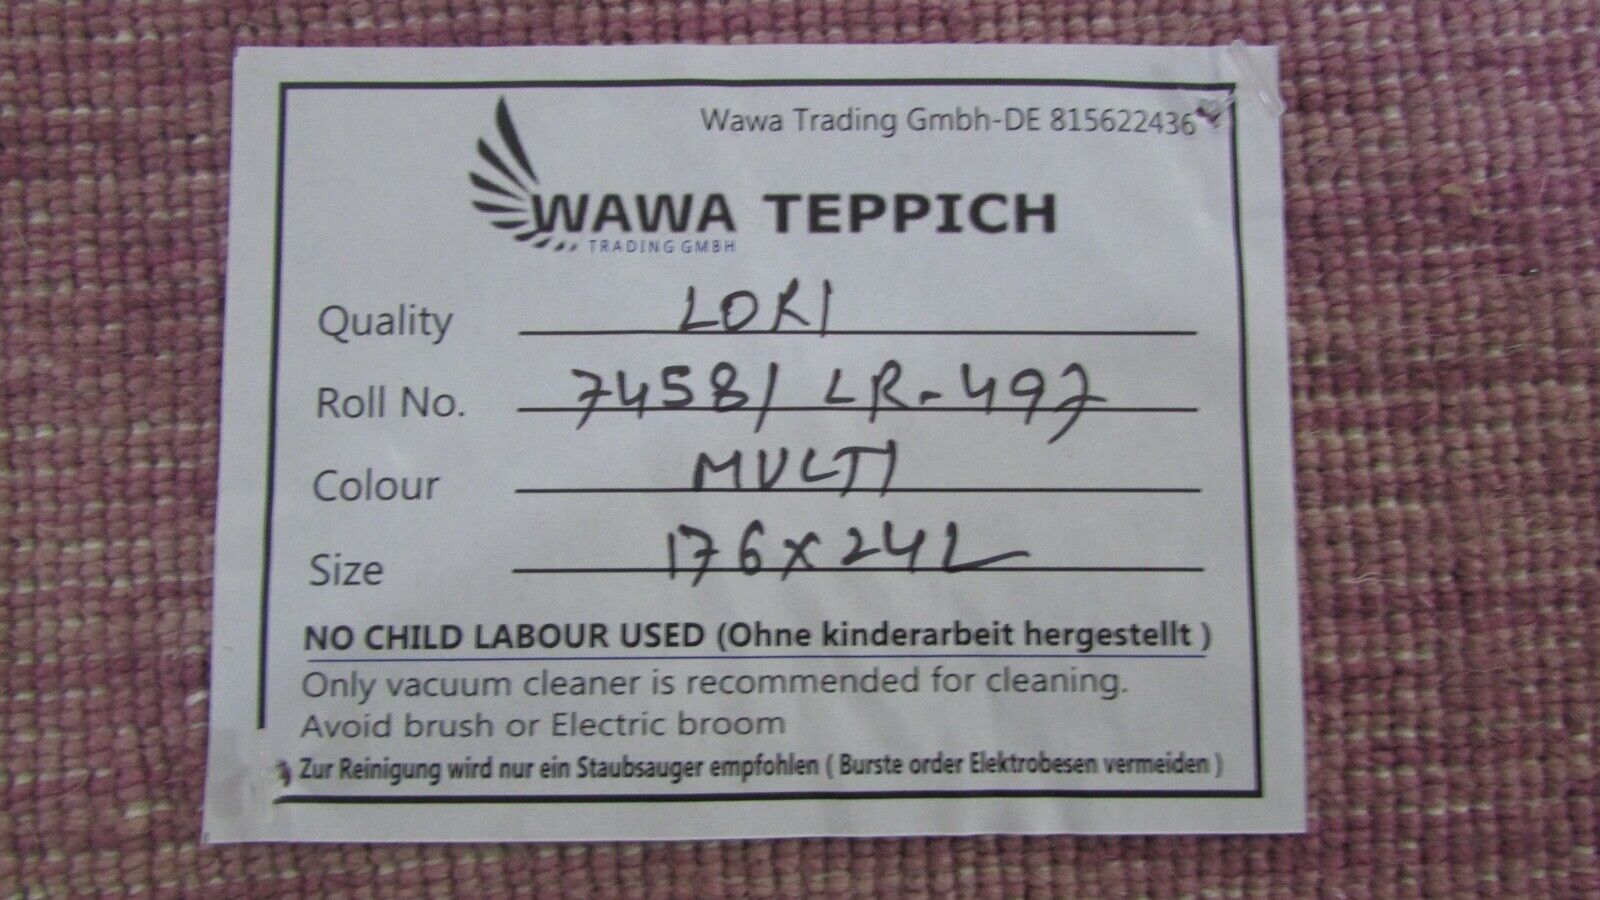 Wawa Trading Gmbh-DE 815622436
WAWA TEPPICH
TRADING GMBH
Quality LORI
Roll No. 7458/ LR-497
Colour MULTI
Size 176x242
NO CHILD LABOUR USED (Ohne kinderarbeit hergestellt )
Only vacuum cleaner is recommended for cleaning.
Avoid brush or Electric broom
Zur Reinigung wird nur ein Staubsauger empfohlen ( Burste order Elektrobesen vermeiden )